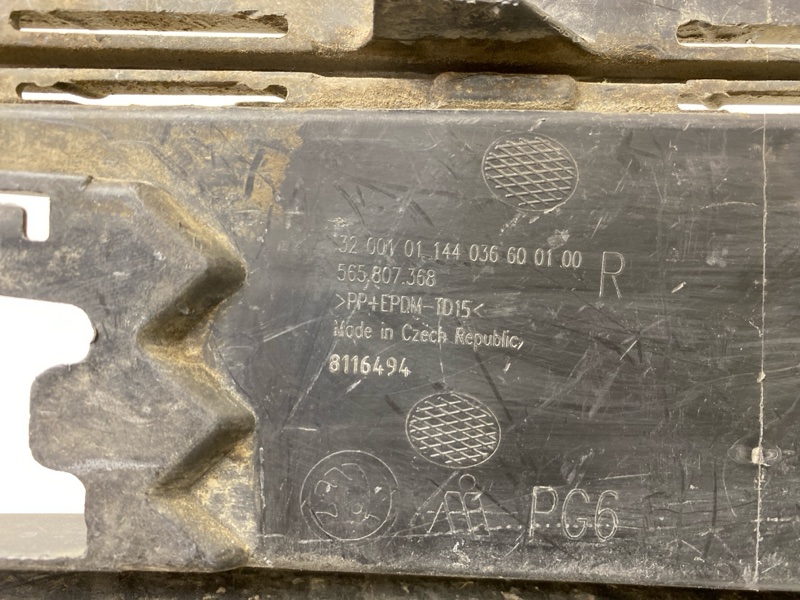 32 001 01 144 036 60 01 00
R
565.807.368
>PP+EPDM-TD15<
Made in Czech Republic
8116494
PG6